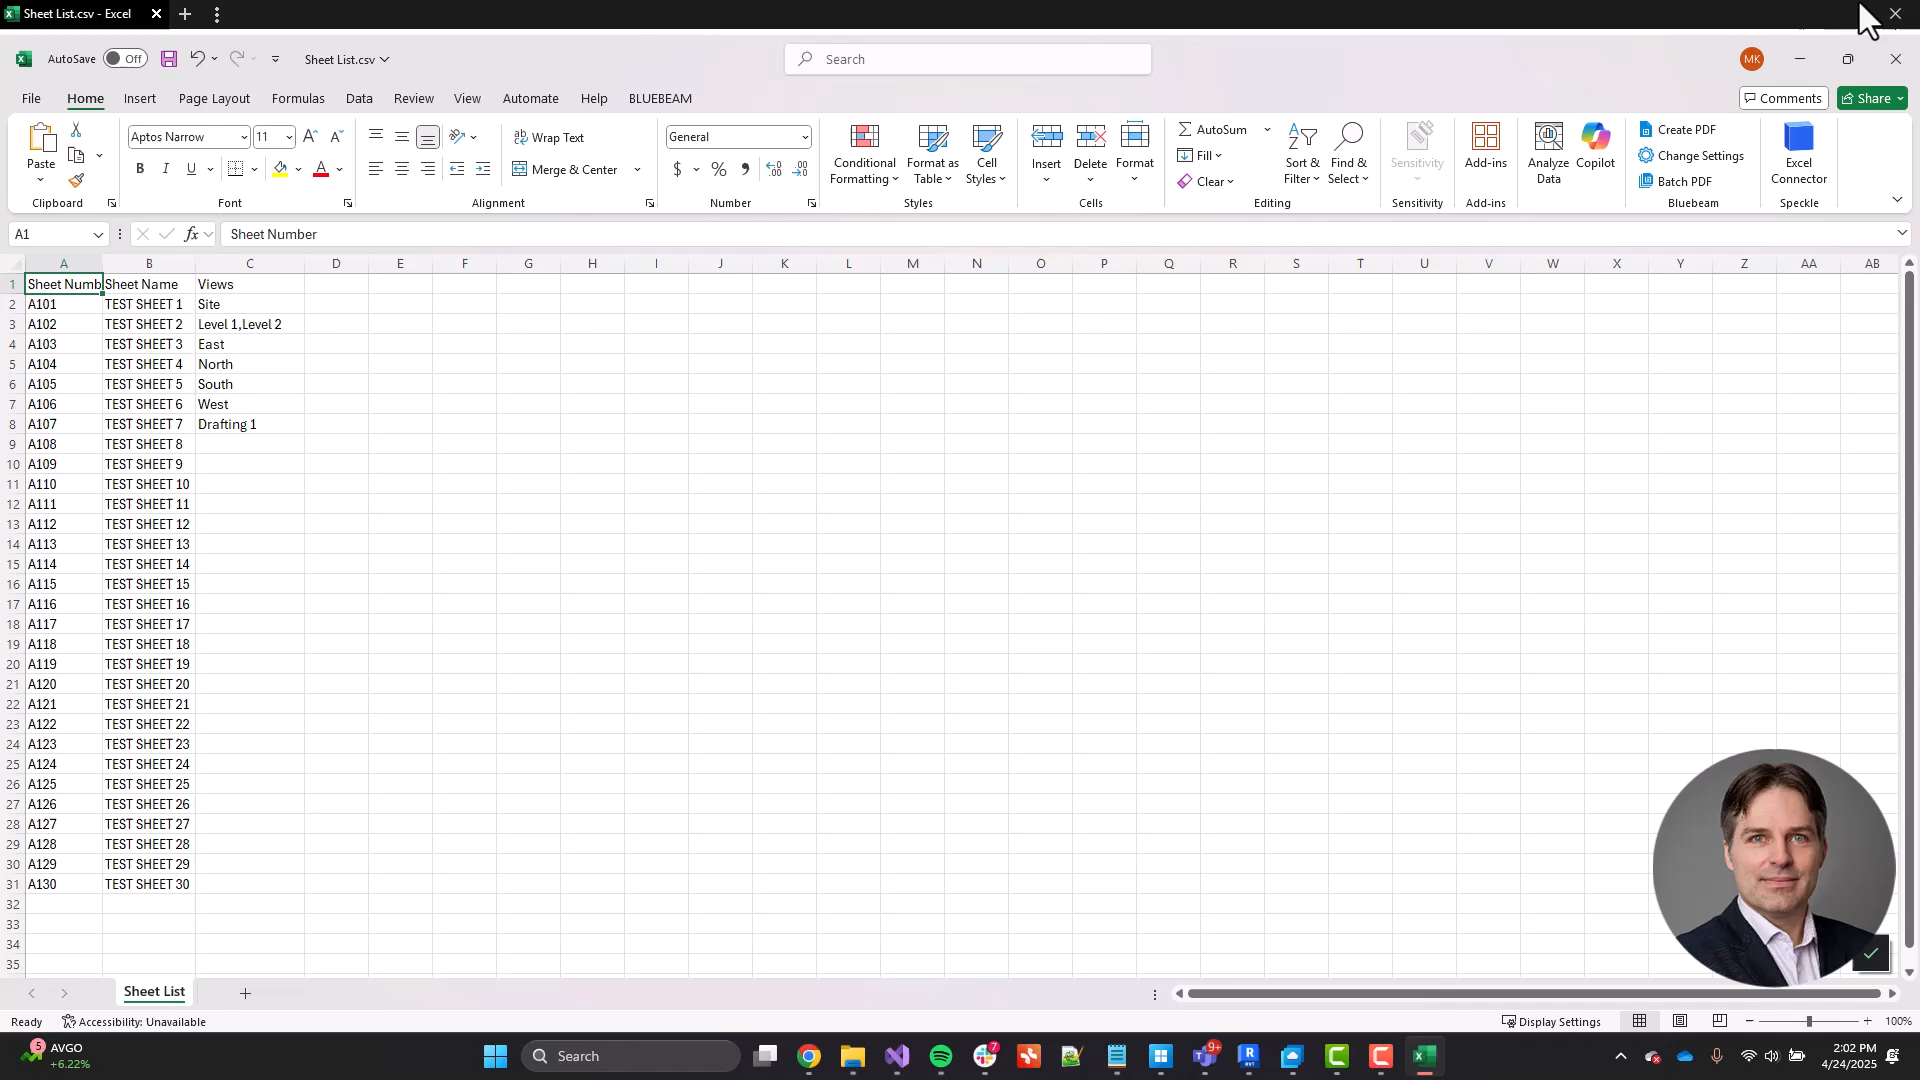 Sheet List.csv - Excel
AutoSave Off Sheet List.csv Search MK
File Home Insert Page Layout Formulas Data Review View Automate Help BLUEBEAM Comments Share
Paste Aptos Narrow 11 Wrap Text General AutoSum Create PDF
B I U Merge & Center $ % Conditional Formatting Format as Table Cell Styles Insert Delete Format Fill Clear Sort & Filter Find & Select Sensitivity Add-ins Analyze Data Copilot Change Settings Batch PDF Excel Connector
Clipboard Font Alignment Number Styles Cells Editing Sensitivity Add-ins Bluebeam Speckle
A1 fx Sheet Number
A B C D E F G H I J K L M N O P Q R S T U V W X Y Z AA AB
1 Sheet Numb Sheet Name Views
2 A101 TEST SHEET 1 Site
3 A102 TEST SHEET 2 Level 1,Level 2
4 A103 TEST SHEET 3 East
5 A104 TEST SHEET 4 North
6 A105 TEST SHEET 5 South
7 A106 TEST SHEET 6 West
8 A107 TEST SHEET 7 Drafting 1
9 A108 TEST SHEET 8
10 A109 TEST SHEET 9
11 A110 TEST SHEET 10
12 A111 TEST SHEET 11
13 A112 TEST SHEET 12
14 A113 TEST SHEET 13
15 A114 TEST SHEET 14
16 A115 TEST SHEET 15
17 A116 TEST SHEET 16
18 A117 TEST SHEET 17
19 A118 TEST SHEET 18
20 A119 TEST SHEET 19
21 A120 TEST SHEET 20
22 A121 TEST SHEET 21
23 A122 TEST SHEET 22
24 A123 TEST SHEET 23
25 A124 TEST SHEET 24
26 A125 TEST SHEET 25
27 A126 TEST SHEET 26
28 A127 TEST SHEET 27
29 A128 TEST SHEET 28
30 A129 TEST SHEET 29
31 A130 TEST SHEET 30
32
33
34
35
Sheet List
Ready Accessibility: Unavailable Display Settings 100%
5 AVGO Search 7 9+ 2:02 PM
+6.22% 4/24/2025